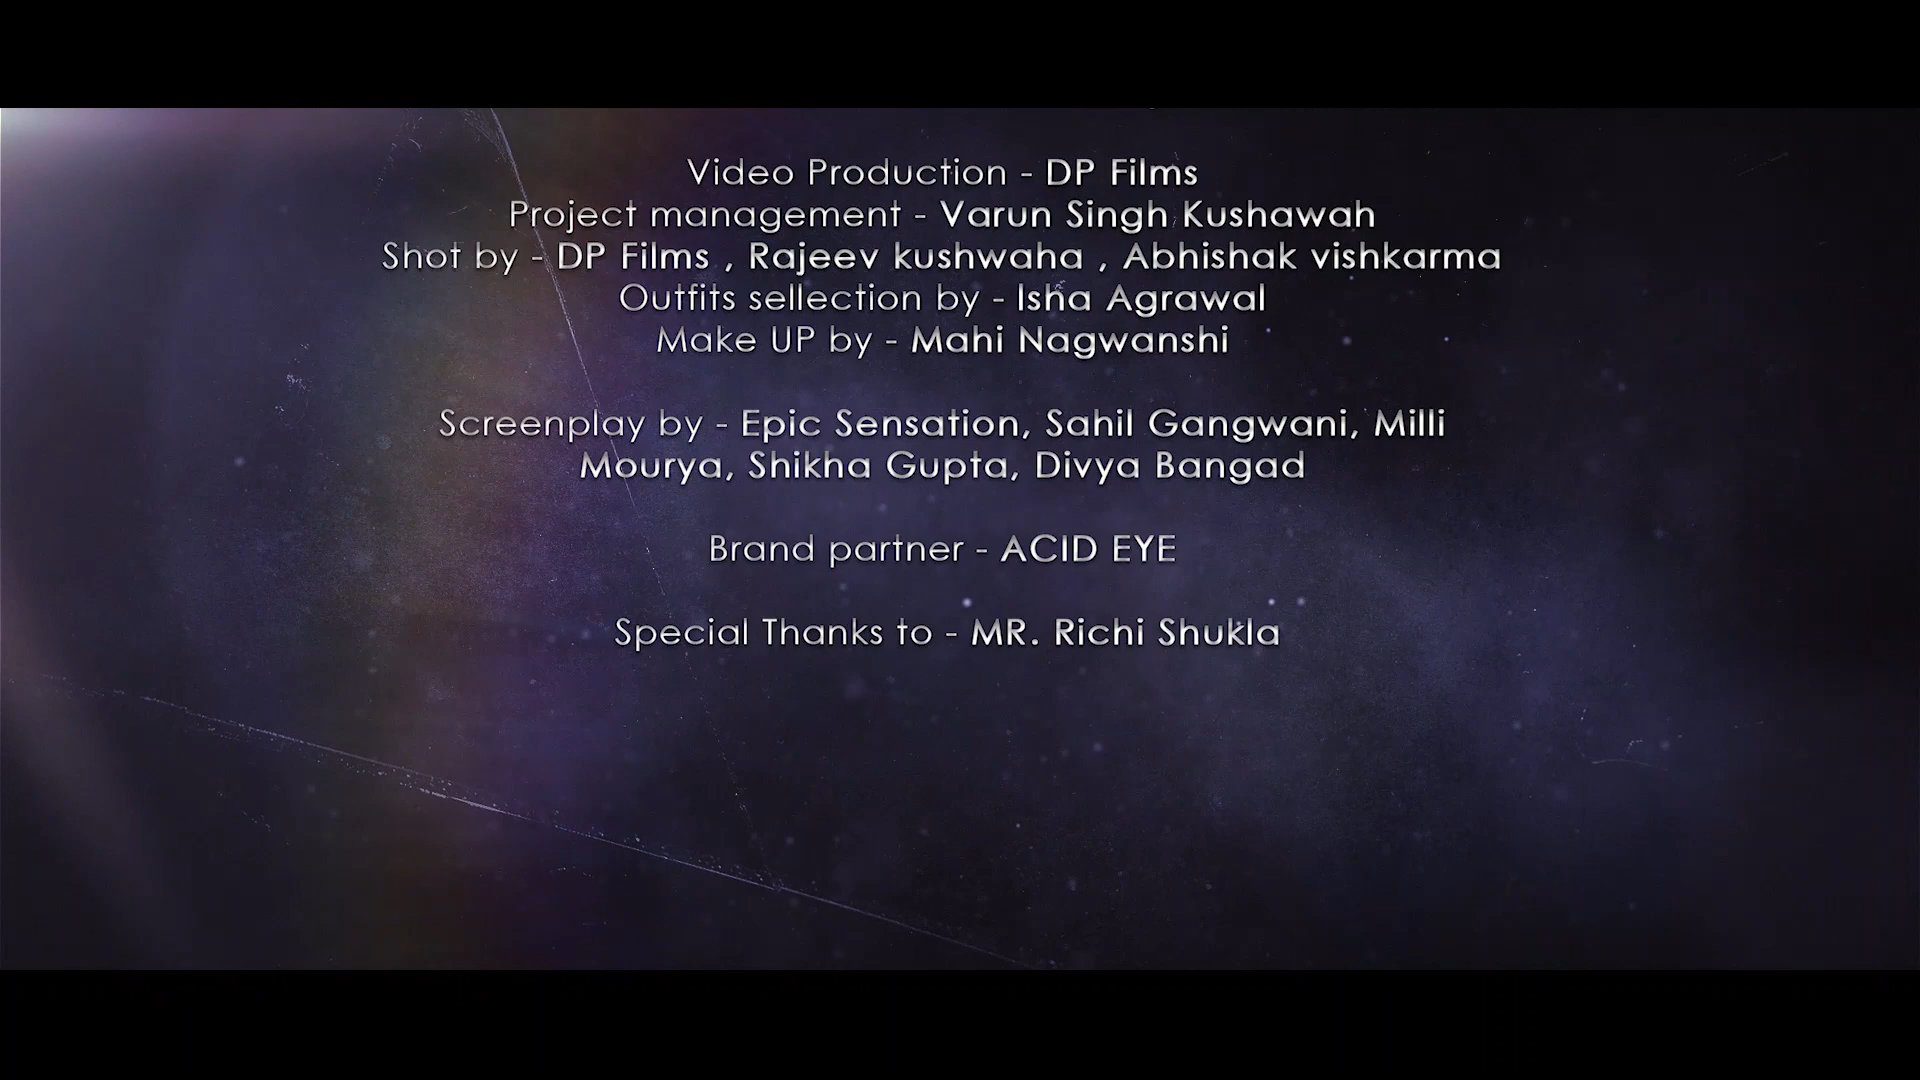 Video Production - DP Films
Project management - Varun Singh Kushawah
Shot by - DP Films , Rajeev kushwaha , Abhishak vishkarma
Outfits sellection by - Isha Agrawal
Make UP by - Mahi Nagwanshi
Screenplay by - Epic Sensation, Sahil Gangwani, Milli
Mourya, Shikha Gupta, Divya Bangad
Brand partner - ACID EYE
Special Thanks to - MR. Richi Shukla